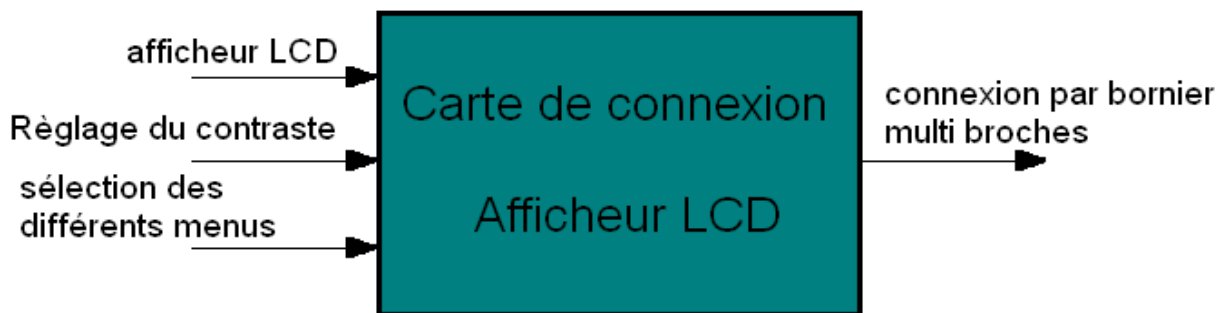 afficheur LCD
Règlage du contraste
sélection des
différents menus
Carte de connexion
Afficheur LCD
connexion par bornier
multi broches